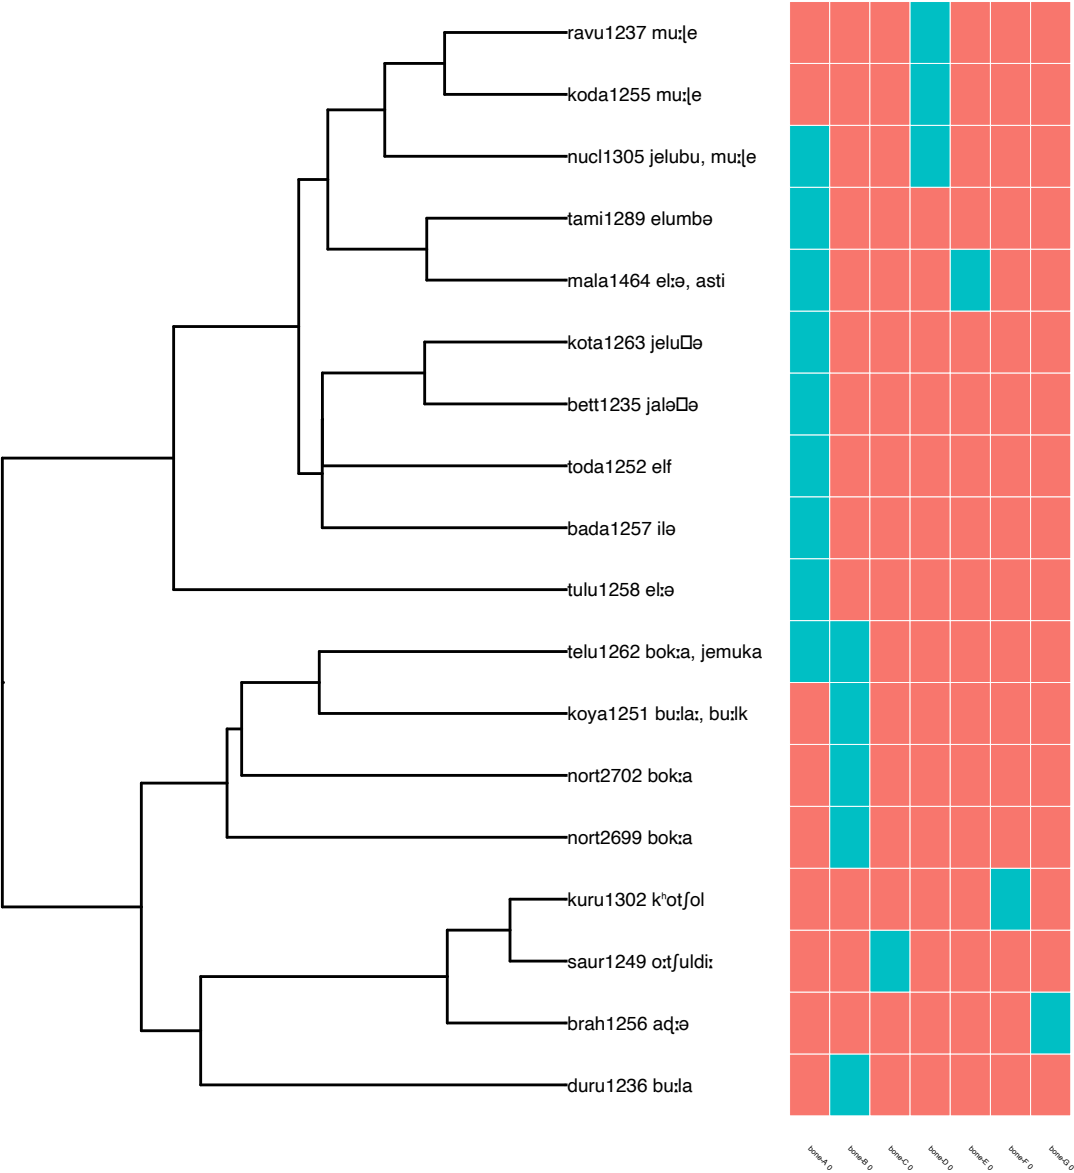 ravu1237 muːɭe
koda1255 muːɭe
nucl1305 jelubu, muːɭe
tami1289 elumbə
mala1464 elːə, asti
kota1263 jelu□ə
bett1235 jalə□ə
toda1252 elf
bada1257 ilə
tulu1258 elːə
telu1262 bokːa, jemuka
koya1251 buːlaː, buːlk
nort2702 bokːa
nort2699 bokːa
kuru1302 kʰotʃol
saur1249 oːtʃuldiː
brah1256 aɖːə
duru1236 buːla
bone-A 0
bone-B 0
bone-C 0
bone-D 0
bone-E 0
bone-F 0
bone-G 0